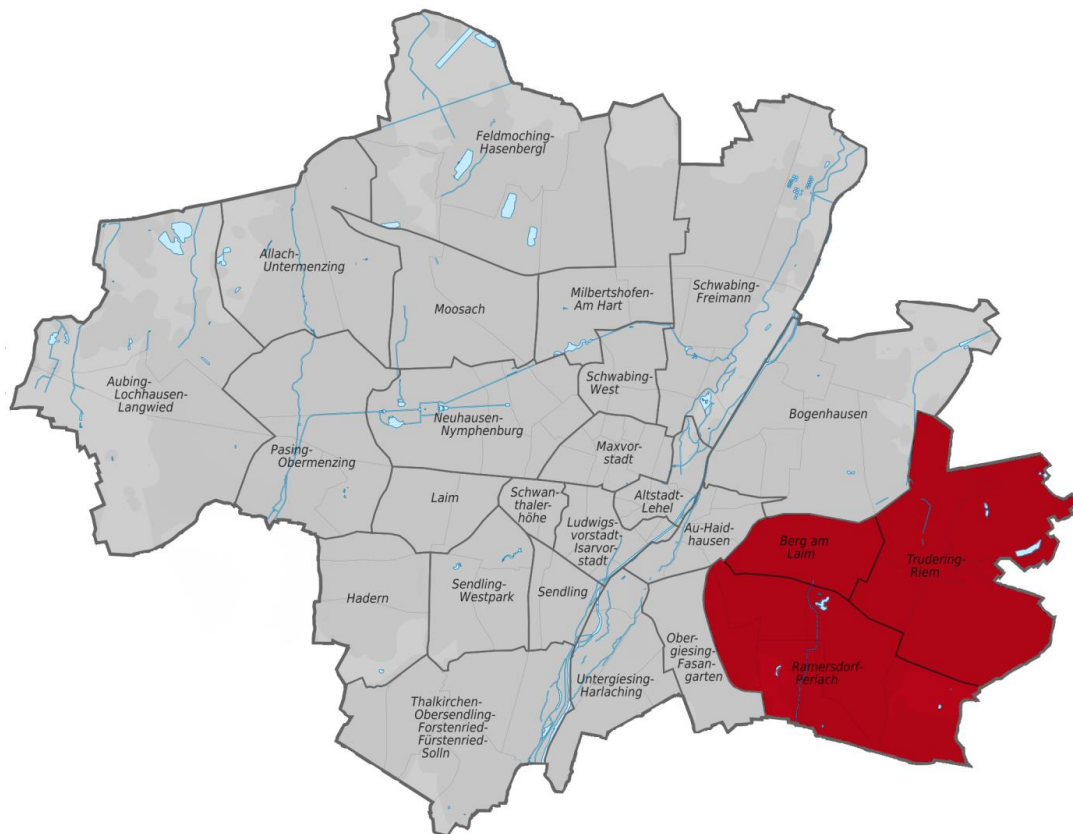 Feldmoching-
Hasenbergl
Allach-
Untermenzing
Moosach
Milbertshofen-
Am Hart
Schwabing-
Freimann
Aubing-
Lochhausen-
Langwied
Schwabing-
West
Bogenhausen
Neuhausen-
Nymphenburg
Pasing-
Obermenzing
Maxvor-
stadt
Laim
Schwan-
thaler-
höhe
Altstadt-
Lehel
Ludwigs-
vorstadt-
Isarvor-
stadt
Au-Haid-
hausen
Berg am
Laim
Trudering-
Riem
Hadern
Sendling-
Westpark
Sendling
Ober-
giesing-
Fasan-
garten
Ramersdorf-
Perlach
Untergiesing-
Harlaching
Thalkirchen-
Obersendling-
Forstenried-
Fürstenried-
Solln